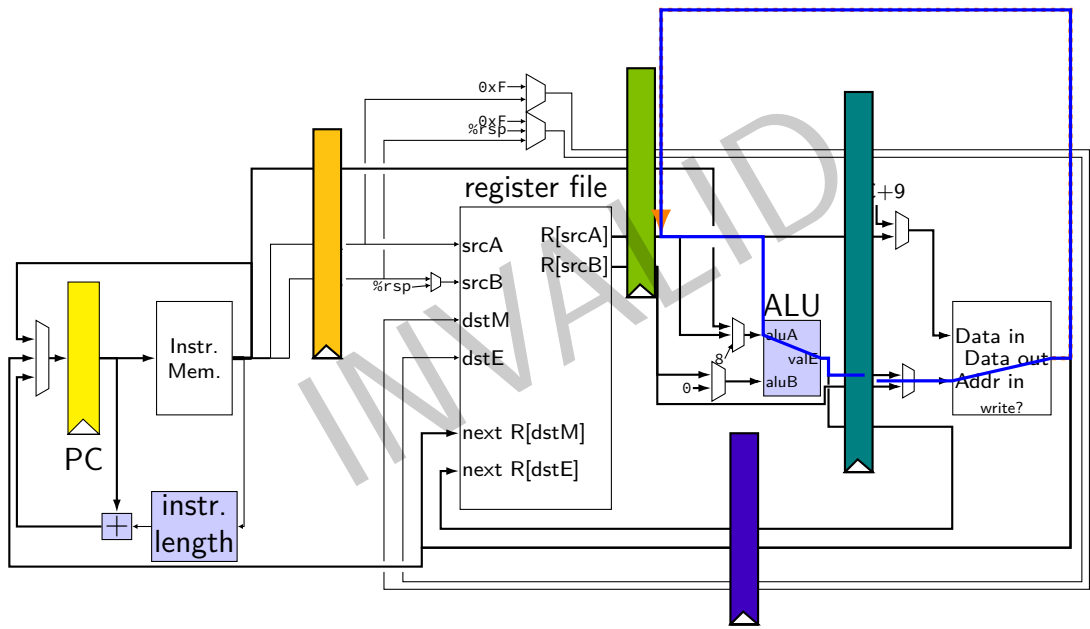 0xF
0xF
%rsp
register file
srcA
srcB
dstM
dstE
next R[dstM]
next R[dstE]
R[srcA]
R[srcB]
%rsp
PC
Instr.
Mem.
instr.
length
+
8
0
ALU
aluA
valE
aluB
+9
Data in
Data out
Addr in
write?
INVALID